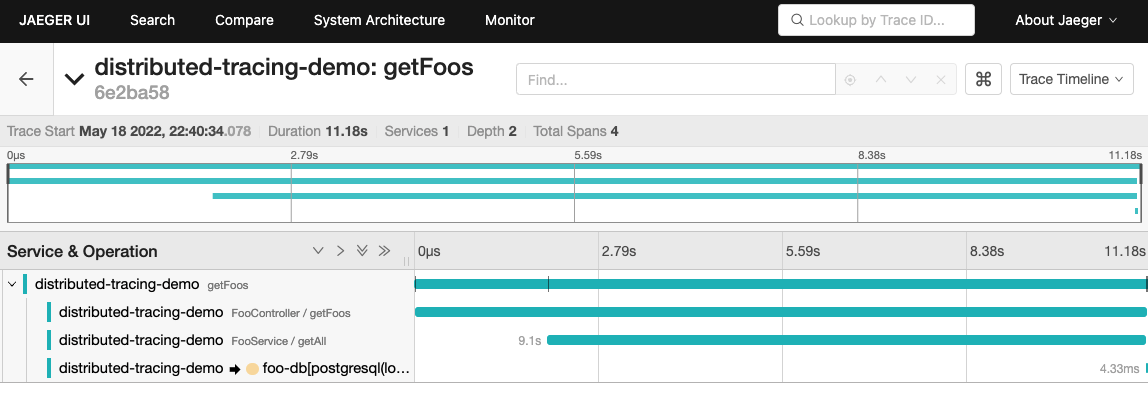 JAEGER UI Search Compare System Architecture Monitor Lookup by Trace ID... About Jaeger
distributed-tracing-demo: getFoos
6e2ba58
Find...
⌘
Trace Timeline
Trace Start May 18 2022, 22:40:34.078 Duration 11.18s Services 1 Depth 2 Total Spans 4
0μs 2.79s 5.59s 8.38s 11.18s
Service & Operation 0μs 2.79s 5.59s 8.38s 11.18s
distributed-tracing-demo getFoos
distributed-tracing-demo FooController / getFoos
distributed-tracing-demo FooService / getAll 9.1s
distributed-tracing-demo foo-db[postgresql(lo... 4.33ms